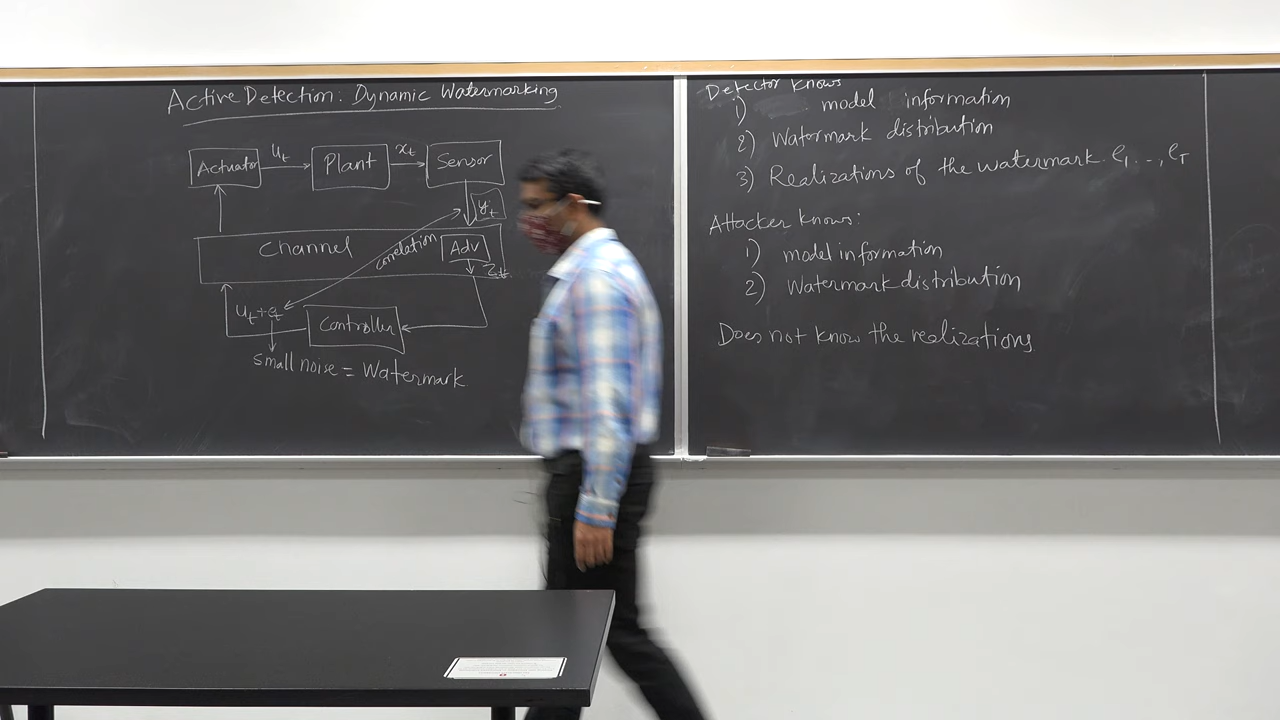 Active Detection: Dynamic Watermarking
Actuator
u_t
Plant
x_t
Sensor
y_t
Channel
correlation
Adv
z_t
u_t + e_t
Controller
small noise = Watermark
Detector knows
1) model information
2) Watermark distribution
3) Realizations of the watermark e_1 . . , e_T
Attacker knows:
1) model information
2) Watermark distribution
Does not know the realizations